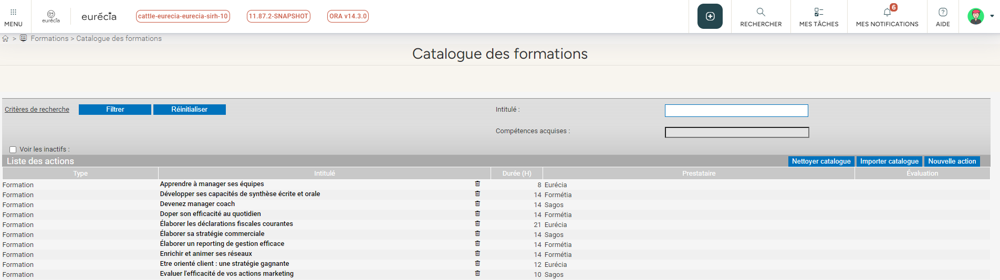 MENU
eurécia
eurécia
cattle-eurecia-eurecia-sirh-10
11.87.2-SNAPSHOT
ORA v14.3.0
RECHERCHER
MES TÂCHES
6
MES NOTIFICATIONS
AIDE
> Formations > Catalogue des formations
Catalogue des formations
Critères de recherche Filtrer Réinitialiser Intitulé :
Compétences acquises :
Voir les inactifs :
Liste des actions Nettoyer catalogue Importer catalogue Nouvelle action
Type Intitulé Durée (H) Prestataire Évaluation
Formation Apprendre à manager ses équipes 8 Eurécia
Formation Développer ses capacités de synthèse écrite et orale 14 Formétia
Formation Devenez manager coach 14 Sagos
Formation Doper son efficacité au quotidien 14 Formétia
Formation Élaborer les déclarations fiscales courantes 21 Eurécia
Formation Élaborer sa stratégie commerciale 14 Sagos
Formation Élaborer un reporting de gestion efficace 14 Formétia
Formation Enrichir et animer ses réseaux 14 Formétia
Formation Etre orienté client : une stratégie gagnante 12 Eurécia
Formation Evaluer l'efficacité de vos actions marketing 10 Sagos